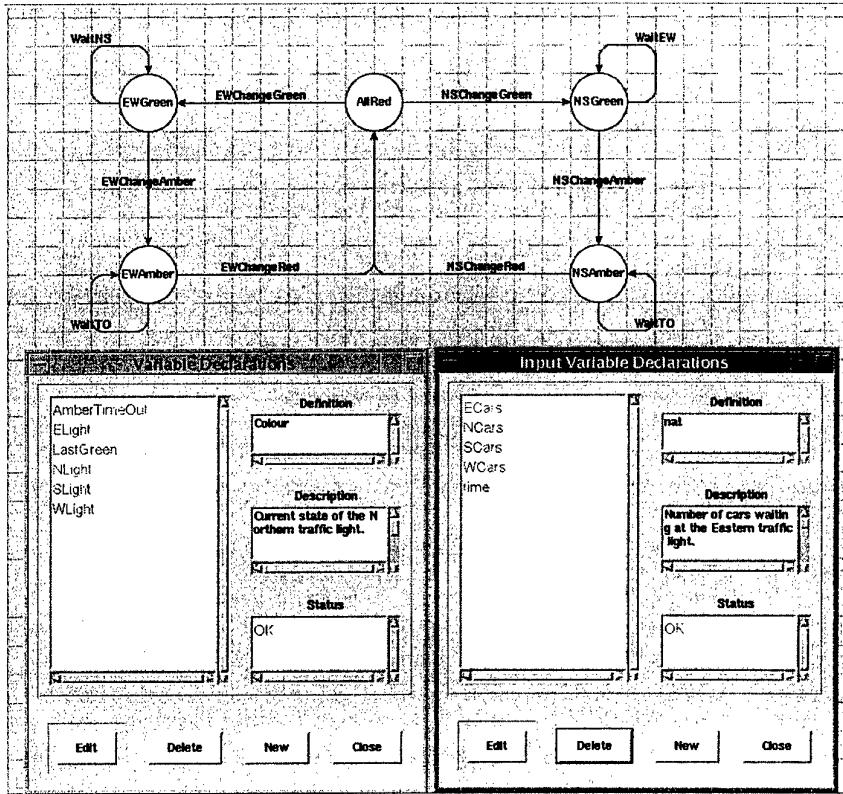 WaitNS
WaitEW
EWGreen
EWChangeGreen
AllRed
NSChangeGreen
NSGreen
EWChangeAmber
NSChangeAmber
EWAmber
EWChangeRed
NSChangeRed
NSAmber
WaitTO
WaitTO
Variable Declarations
AmberTimeOut
ELight
LastGreen
NLight
SLight
WLight
Definition
Colour
Description
Current state of the N
orthern traffic light.
Status
OK
Edit
Delete
New
Close
Input Variable Declarations
ECars
NCars
SCars
WCars
time
Definition
nat
Description
Number of cars waitin
g at the Eastern traffic
light.
Status
OK
Edit
Delete
New
Close